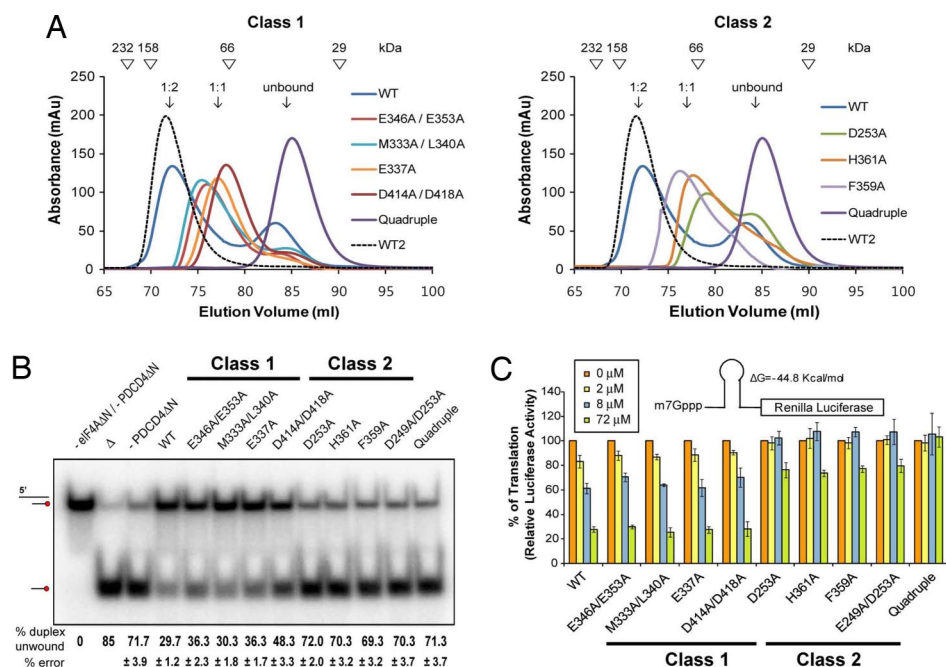 A
Class 1
232 158 66 29 kDa
1:2 1:1 unbound
Absorbance (mAu)
250
200
150
100
50
0
65 70 75 80 85 90 95 100
Elution Volume (ml)
WT
E346A / E353A
M333A / L340A
E337A
D414A / D418A
Quadruple
WT2
Class 2
232 158 66 29 kDa
1:2 1:1 unbound
Absorbance (mAu)
250
200
150
100
50
0
65 70 75 80 85 90 95 100
Elution Volume (ml)
WT
D253A
H361A
F359A
Quadruple
WT2
B
Class 1 Class 2
- eIF4AΔN / - PDCD4ΔN
Δ
- PDCD4ΔN
WT
E346A/E353A
M333A/L340A
E337A
D414A/D418A
D253A
H361A
F359A
D249A/D253A
Quadruple
5'
% duplex unwound 0 85 71.7 29.7 36.3 30.3 36.3 48.3 72.0 70.3 69.3 70.3 71.3
% error ± 3.9 ± 1.2 ± 2.3 ± 1.8 ± 1.7 ± 3.3 ± 2.0 ± 3.2 ± 3.2 ± 3.7 ± 3.7
C
0 µM
2 µM
8 µM
72 µM
ΔG=-44.8 Kcal/mol
m7Gppp
Renilla Luciferase
% of Translation
(Relative Luciferase Activity)
140
120
100
80
60
40
20
0
WT
E346A/E353A
M333A/L340A
E337A
D414A/D418A
D253A
H361A
F359A
E249A/D253A
Quadruple
Class 1 Class 2